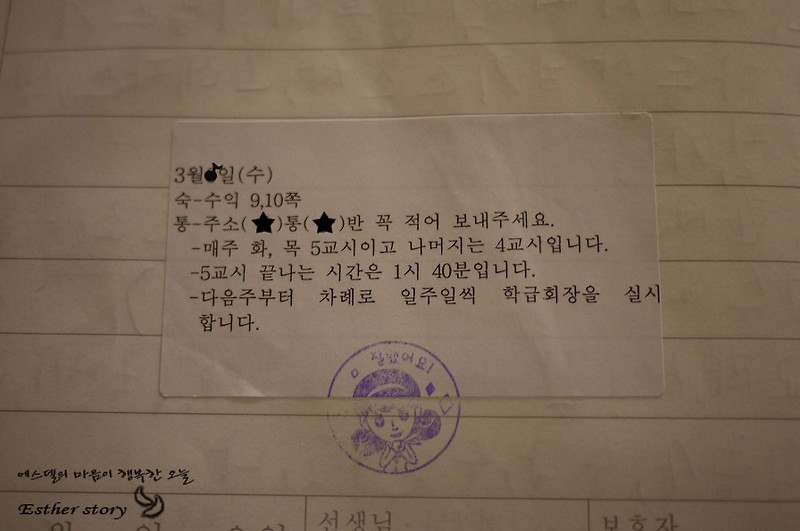 3월 일(수)
숙-수익 9,10쪽
통-주소(★)통(★)반 꼭 적어 보내주세요.
-매주 화, 목 5교시이고 나머지는 4교시입니다.
-5교시 끝나는 시간은 1시 40분입니다.
-다음주부터 차례로 일주일씩 학급회장을 실시
합니다.
참 잘했어요!
에스델의 마음이 행복한 오늘
Esther story
선생님
보호자